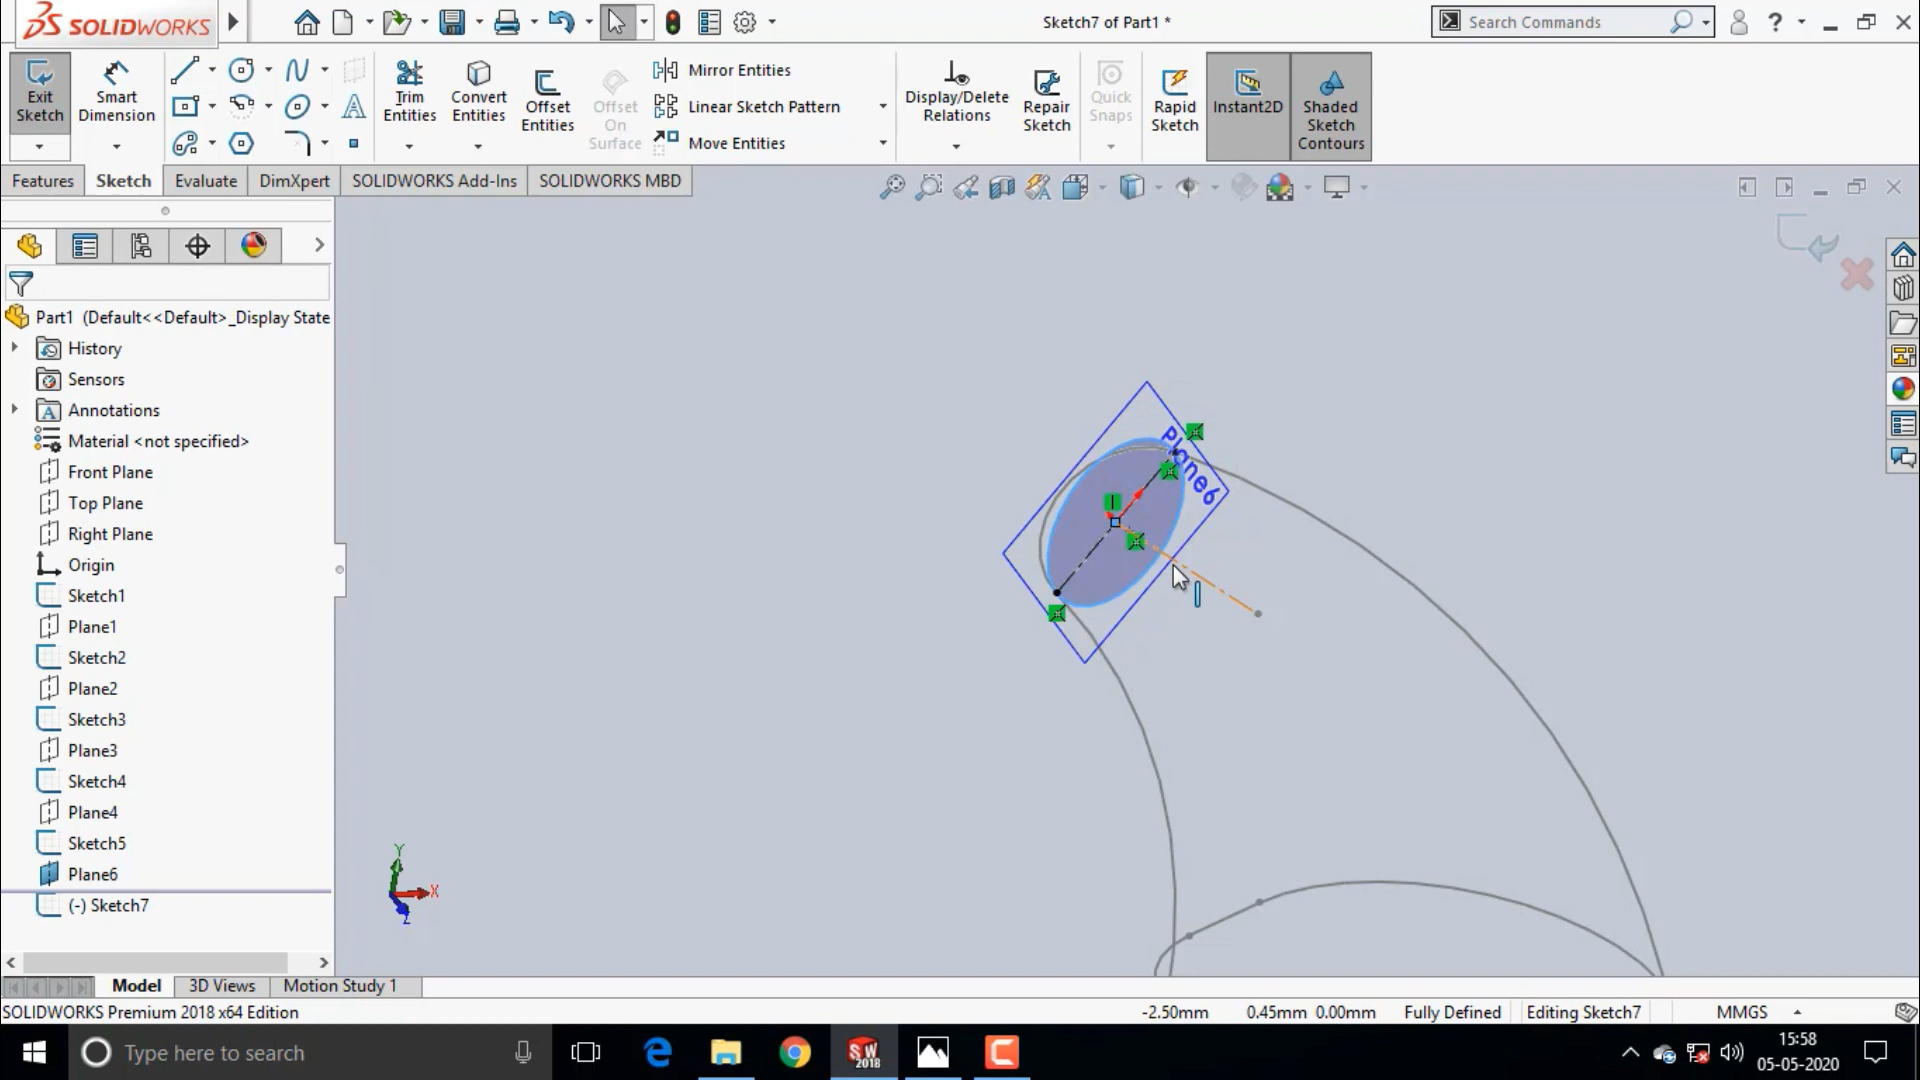 SOLIDWORKS
Sketch7 of Part1 *
Search Commands
?
Exit Sketch
Smart Dimension
Trim Entities
Convert Entities
Offset Entities
Offset On Surface
Mirror Entities
Linear Sketch Pattern
Move Entities
Display/Delete Relations
Repair Sketch
Quick Snaps
Rapid Sketch
Instant2D
Shaded Sketch Contours
Features
Sketch
Evaluate
DimXpert
SOLIDWORKS Add-Ins
SOLIDWORKS MBD
Part1 (Default<<Default>_Display State
History
Sensors
Annotations
Material <not specified>
Front Plane
Top Plane
Right Plane
Origin
Sketch1
Plane1
Sketch2
Plane2
Sketch3
Plane3
Sketch4
Plane4
Sketch5
Plane6
(-) Sketch7
Plane6
Y
X
Z
Model
3D Views
Motion Study 1
SOLIDWORKS Premium 2018 x64 Edition
-2.50mm
0.45mm 0.00mm
Fully Defined
Editing Sketch7
MMGS
Type here to search
SW
2018
15:58
05-05-2020